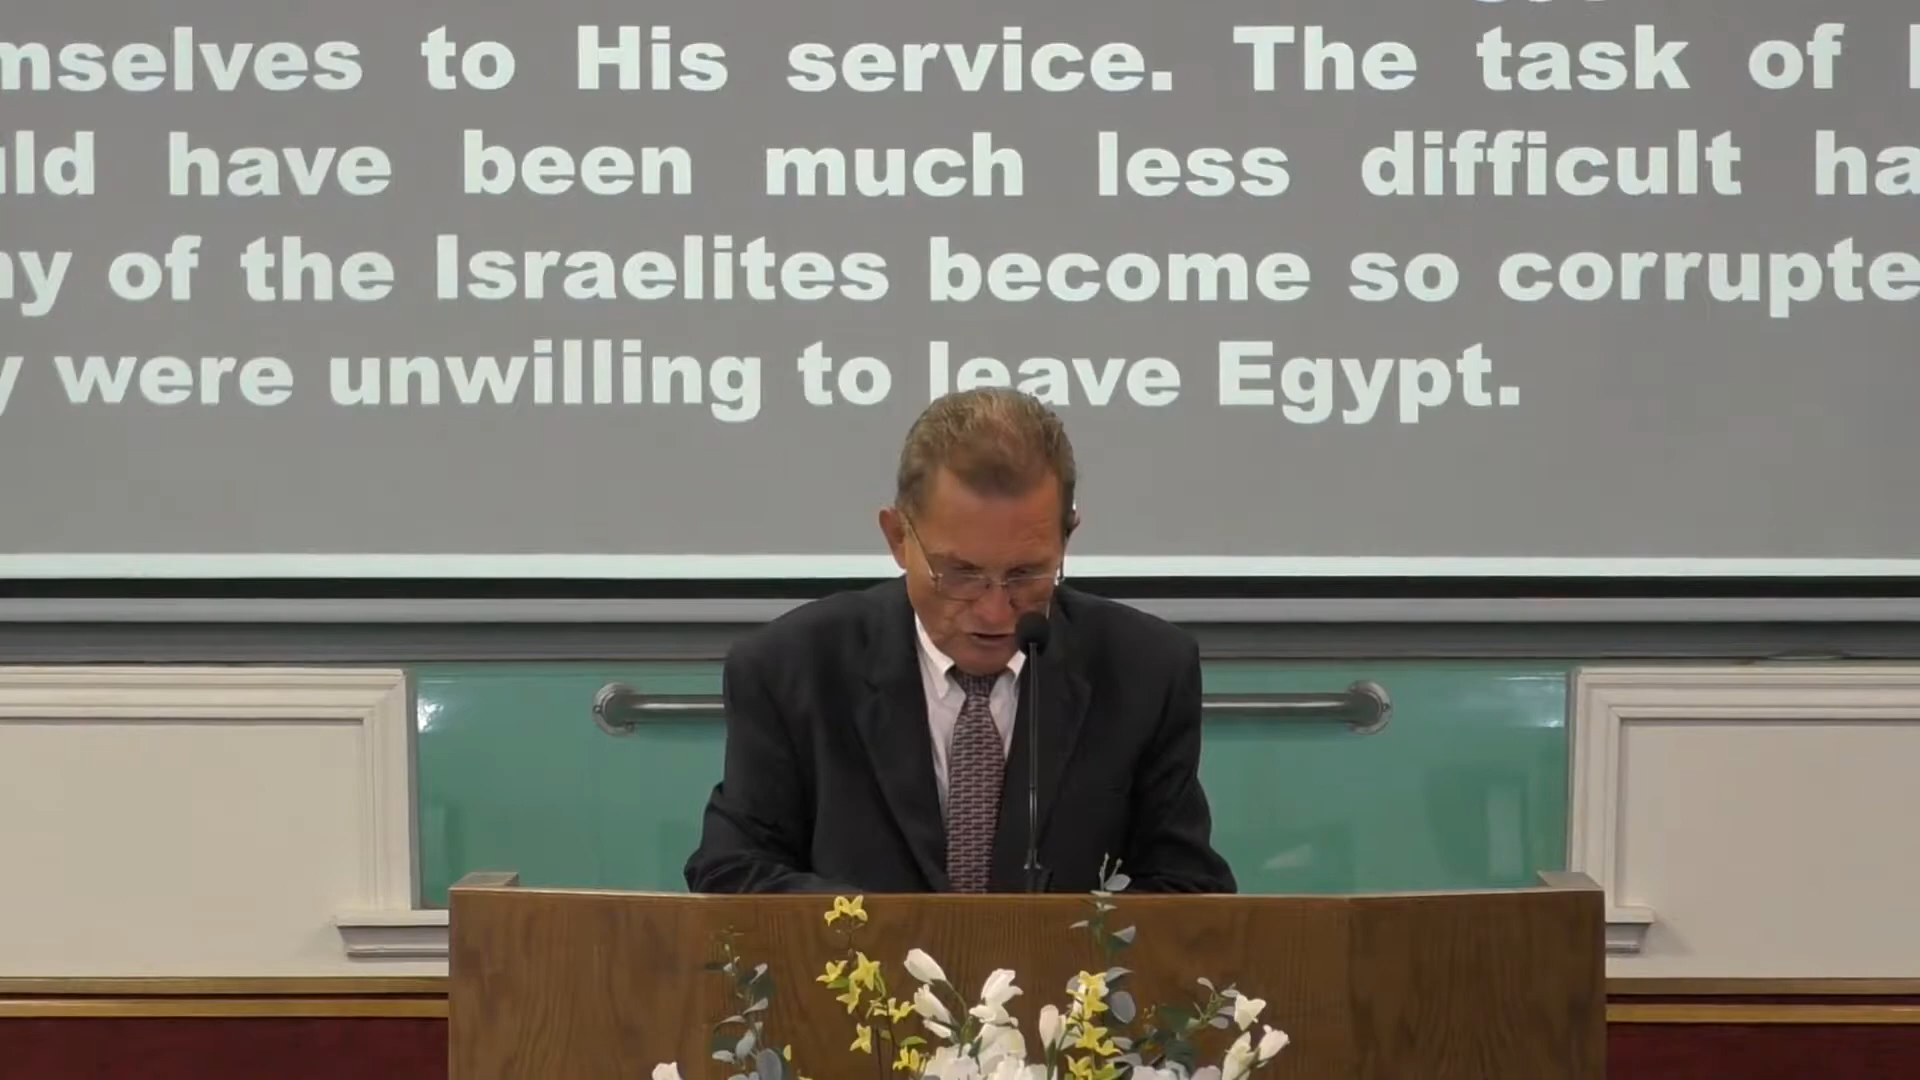 mselves to His service. The task of
uld have been much less difficult ha
ny of the Israelites become so corrupte
y were unwilling to leave Egypt.